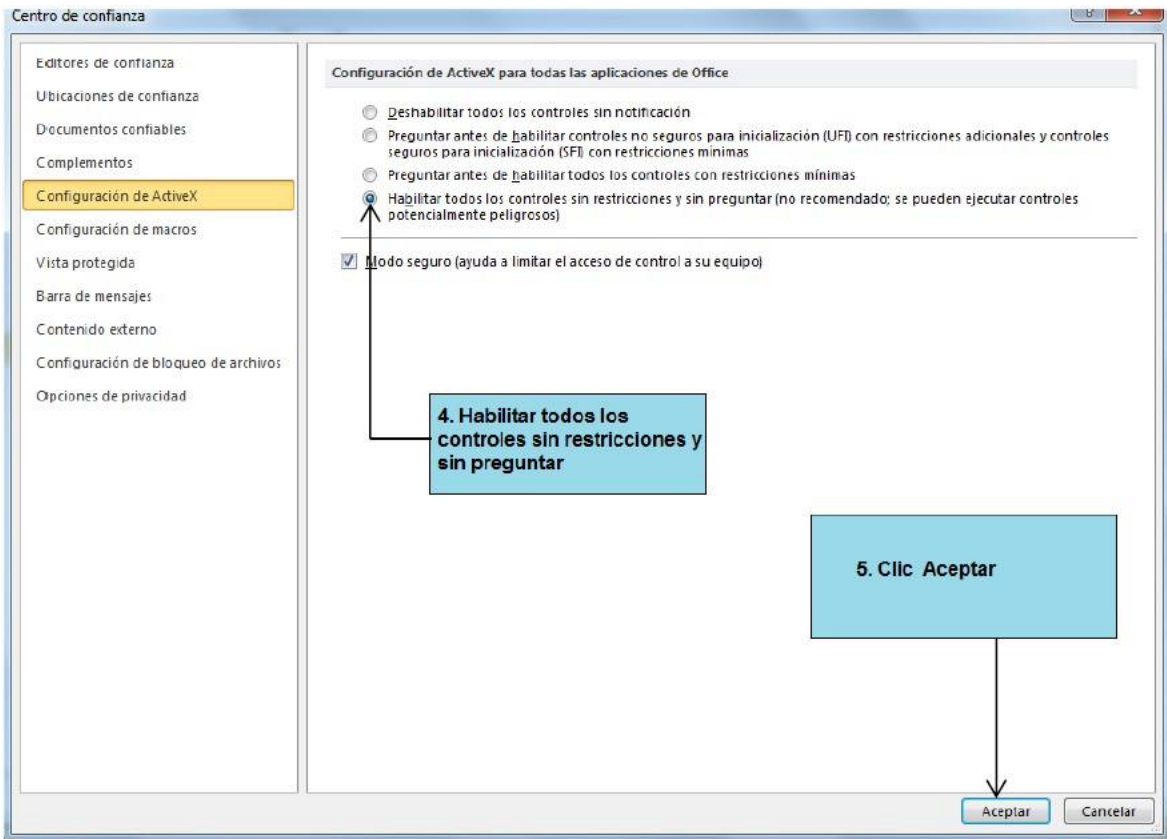 Centro de confianza
Editores de confianza
Ubicaciones de confianza
Documentos confiables
Complementos
Configuración de ActiveX
Configuración de macros
Vista protegida
Barra de mensajes
Contenido externo
Configuración de bloqueo de archivos
Opciones de privacidad
Configuración de ActiveX para todas las aplicaciones de Office
Deshabilitar todos los controles sin notificación
Preguntar antes de habilitar controles no seguros para inicialización (UFI) con restricciones adicionales y controles
seguros para inicialización (SFI) con restricciones mínimas
Preguntar antes de habilitar todos los controles con restricciones mínimas
Habilitar todos los controles sin restricciones y sin preguntar (no recomendado; se pueden ejecutar controles
potencialmente peligrosos)
Modo seguro (ayuda a limitar el acceso de control a su equipo)
4. Habilitar todos los
controles sin restricciones y
sin preguntar
5. Clic Aceptar
Aceptar
Cancelar